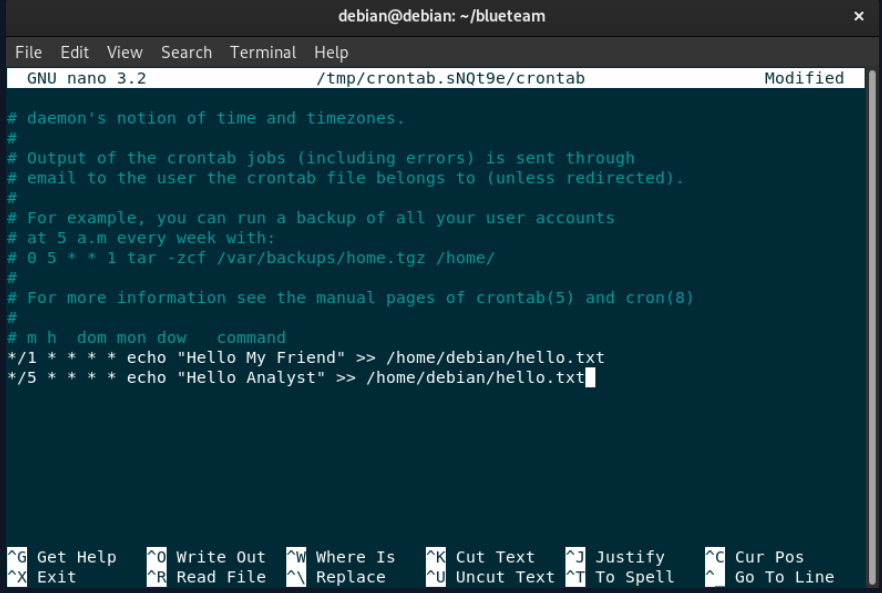 debian@debian: ~/blueteam ×
File Edit View Search Terminal Help
GNU nano 3.2 /tmp/crontab.sNQt9e/crontab Modified
# daemon's notion of time and timezones.
#
# Output of the crontab jobs (including errors) is sent through
# email to the user the crontab file belongs to (unless redirected).
#
# For example, you can run a backup of all your user accounts
# at 5 a.m every week with:
# 0 5 * * 1 tar -zcf /var/backups/home.tgz /home/
#
# For more information see the manual pages of crontab(5) and cron(8)
#
# m h  dom mon dow   command
*/1 * * * * echo "Hello My Friend" >> /home/debian/hello.txt
*/5 * * * * echo "Hello Analyst" >> /home/debian/hello.txt
^G Get Help ^O Write Out ^W Where Is ^K Cut Text ^J Justify ^C Cur Pos
^X Exit ^R Read File ^\ Replace ^U Uncut Text ^T To Spell ^_ Go To Line